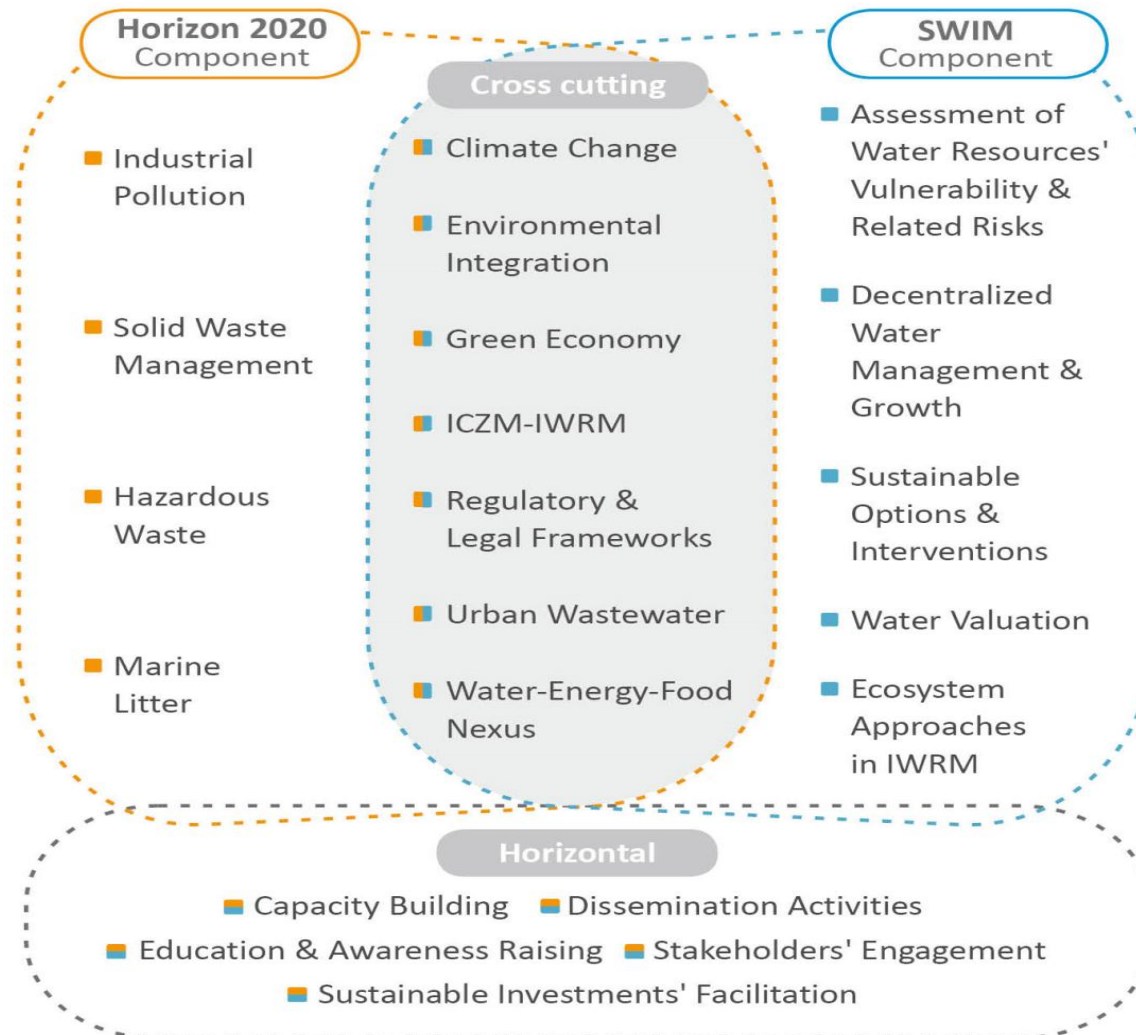 Horizon 2020
Component
Industrial
Pollution
Solid Waste
Management
Hazardous
Waste
Marine
Litter
Cross cutting
Climate Change
Environmental
Integration
Green Economy
ICZM-IWRM
Regulatory &
Legal Frameworks
Urban Wastewater
Water-Energy-Food
Nexus
SWIM
Component
Assessment of
Water Resources'
Vulnerability &
Related Risks
Decentralized
Water
Management &
Growth
Sustainable
Options &
Interventions
Water Valuation
Ecosystem
Approaches
in IWRM
Horizontal
Capacity Building Dissemination Activities
Education & Awareness Raising Stakeholders' Engagement
Sustainable Investments' Facilitation